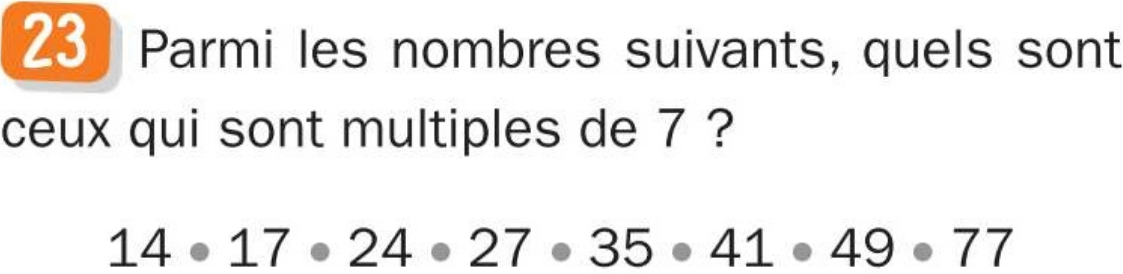 23 Parmi les nombres suivants, quels sont
ceux qui sont multiples de 7 ?
14 • 17 • 24 • 27 • 35 • 41 • 49 • 77